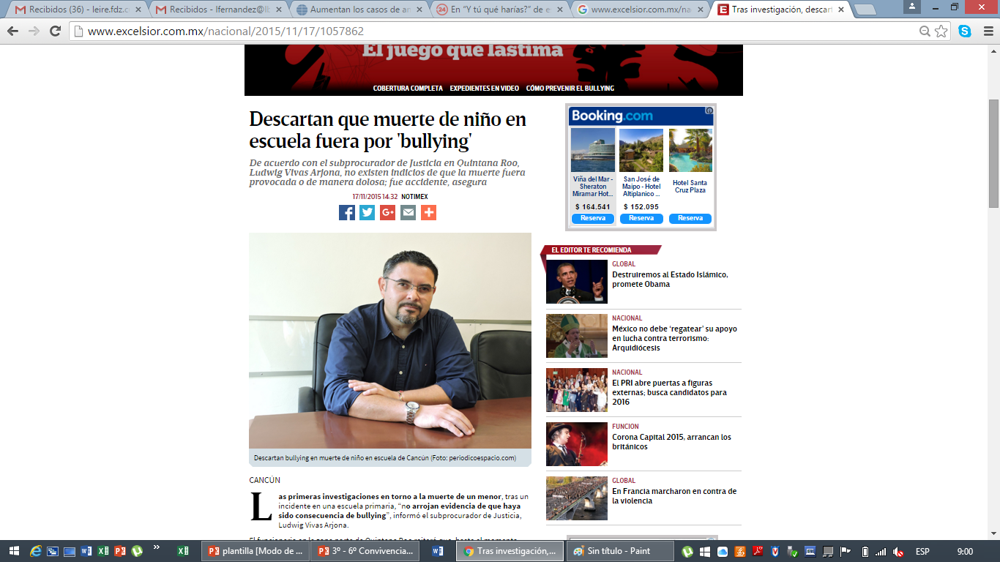 Recibidos (36) - leire.fdz.c
Recibidos - lfernandez@lb
Aumentan los casos de an
En “Y tú qué harías?” de e
www.excelsior.com.mx/na
Tras investigación, descart
www.excelsior.com.mx/nacional/2015/11/17/1057862
El juego que lastima
COBERTURA COMPLETA EXPEDIENTES EN VIDEO CÓMO PREVENIR EL BULLYING
Descartan que muerte de niño en
escuela fuera por 'bullying'
De acuerdo con el subprocurador de Justicia en Quintana Roo,
Ludwig Vivas Arjona, no existen indicios de que la muerte fuera
provocada o de manera dolosa; fue accidente, asegura
17/11/2015 14:32 NOTIMEX
Descartan bullying en muerte de niño en escuela de Cancún (Foto: periodicoespacio.com)
CANCÚN
Las primeras investigaciones en torno a la muerte de un menor, tras un
incidente en una escuela primaria, “no arrojan evidencia de que haya
sido consecuencia de bullying”, informó el subprocurador de Justicia,
Ludwig Vivas Arjona.
Booking.com
Viña del Mar -
Sheraton
Miramar Hot...
$ 164.541
Reserva
San José de
Maipo - Hotel
Altiplanico ...
$ 152.095
Reserva
Hotel Santa
Cruz Plaza
Reserva
EL EDITOR TE RECOMIENDA
GLOBAL
Destruiremos al Estado Islámico,
promete Obama
NACIONAL
México no debe ‘regatear’ su apoyo
en lucha contra terrorismo:
Arquidiócesis
NACIONAL
El PRI abre puertas a figuras
externas; busca candidatos para
2016
FUNCION
Corona Capital 2015, arrancan los
británicos
GLOBAL
En Francia marcharon en contra de
la violencia
plantilla [Modo de ...
3º - 6º Convivencia...
Tras investigación,...
Sin título - Paint
ESP
9:00